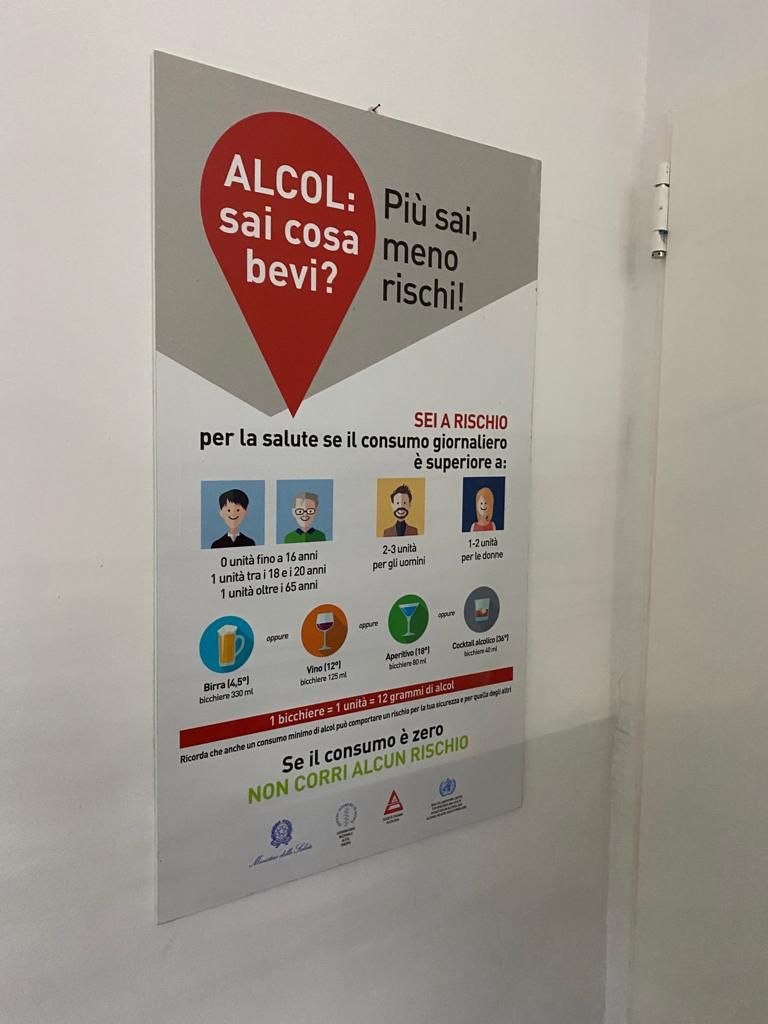 ALCOL:
sai cosa
bevi?
Più sai,
meno
rischi!
SEI A RISCHIO
per la salute se il consumo giornaliero
è superiore a:
0 unità fino a 16 anni
1 unità tra i 18 e i 20 anni
1 unità oltre i 65 anni
2-3 unità
per gli uomini
1-2 unità
per le donne
oppure
oppure
oppure
Birra (4,5°)
bicchiere 330 ml
Vino (12°)
bicchiere 125 ml
Aperitivo (18°)
bicchiere 80 ml
Cocktail alcolico (36°)
bicchiere 40 ml
1 bicchiere = 1 unità = 12 grammi di alcol
Ricorda che anche un consumo minimo di alcol può comportare un rischio per la tua sicurezza e per quella degli altri
Se il consumo è zero
NON CORRI ALCUN RISCHIO
Ministero della Salute